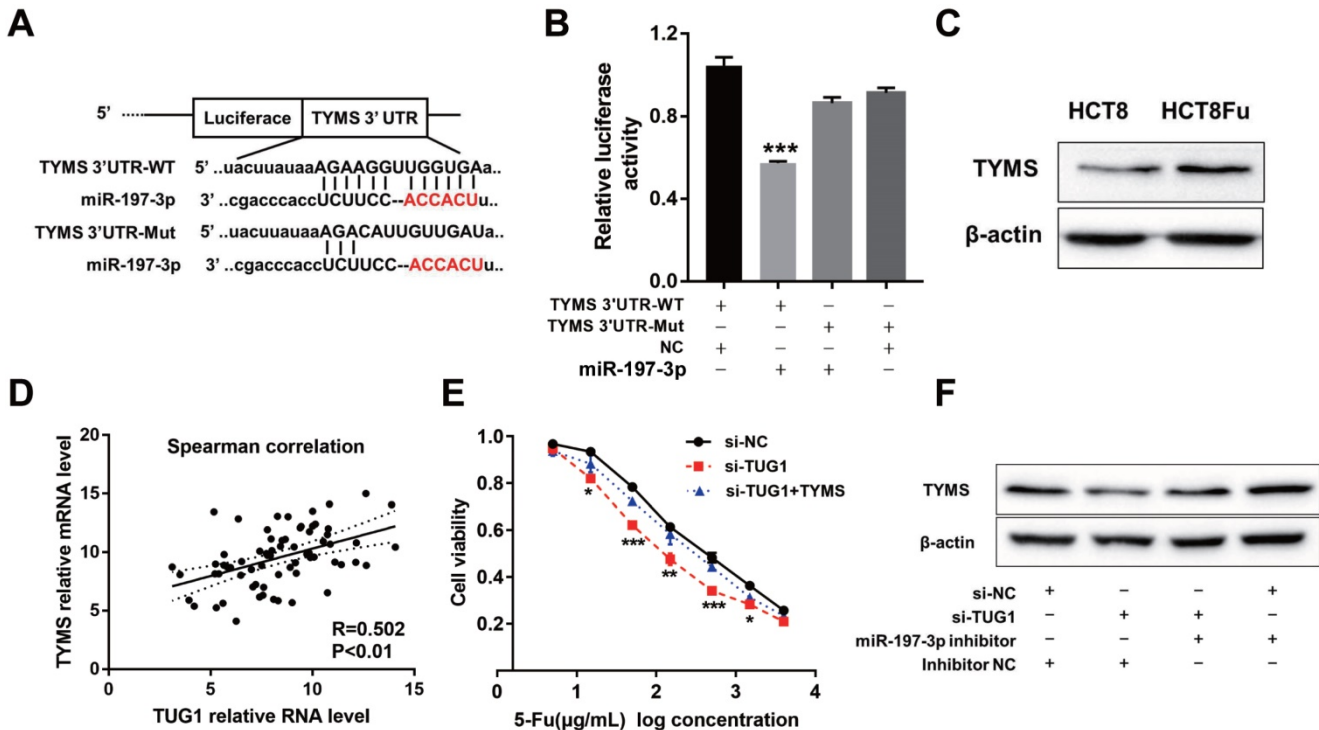 A
5’
Luciferace
TYMS 3’ UTR
TYMS 3’UTR-WT 5’ ..uacuuauaaAGAAGGUUGGUGAa..
miR-197-3p 3’ ..cgacccaccUCUUCC--ACCACUu..
TYMS 3’UTR-Mut 5’ ..uacuuauaaAGACAUUGUUGAUa..
miR-197-3p 3’ ..cgacccaccUCUUCC--ACCACUu..
B
Relative luciferase
activity
1.2
0.8
0.4
0.0
***
TYMS 3'UTR-WT + + – –
TYMS 3'UTR-Mut – – + +
NC + – – +
miR-197-3p – + + –
C
HCT8 HCT8Fu
TYMS
β-actin
D
TYMS relative mRNA level
20
15
10
5
0
Spearman correlation
R=0.502
P<0.01
0 5 10 15
TUG1 relative RNA level
E
Cell viability
1.0
0.8
0.6
0.4
0.2
si-NC
si-TUG1
si-TUG1+TYMS
*
***
**
***
*
0 1 2 3 4
5-Fu(μg/mL) log concentration
F
TYMS
β-actin
si-NC + – – +
si-TUG1 – + + –
miR-197-3p inhibitor – – + +
Inhibitor NC + + – –